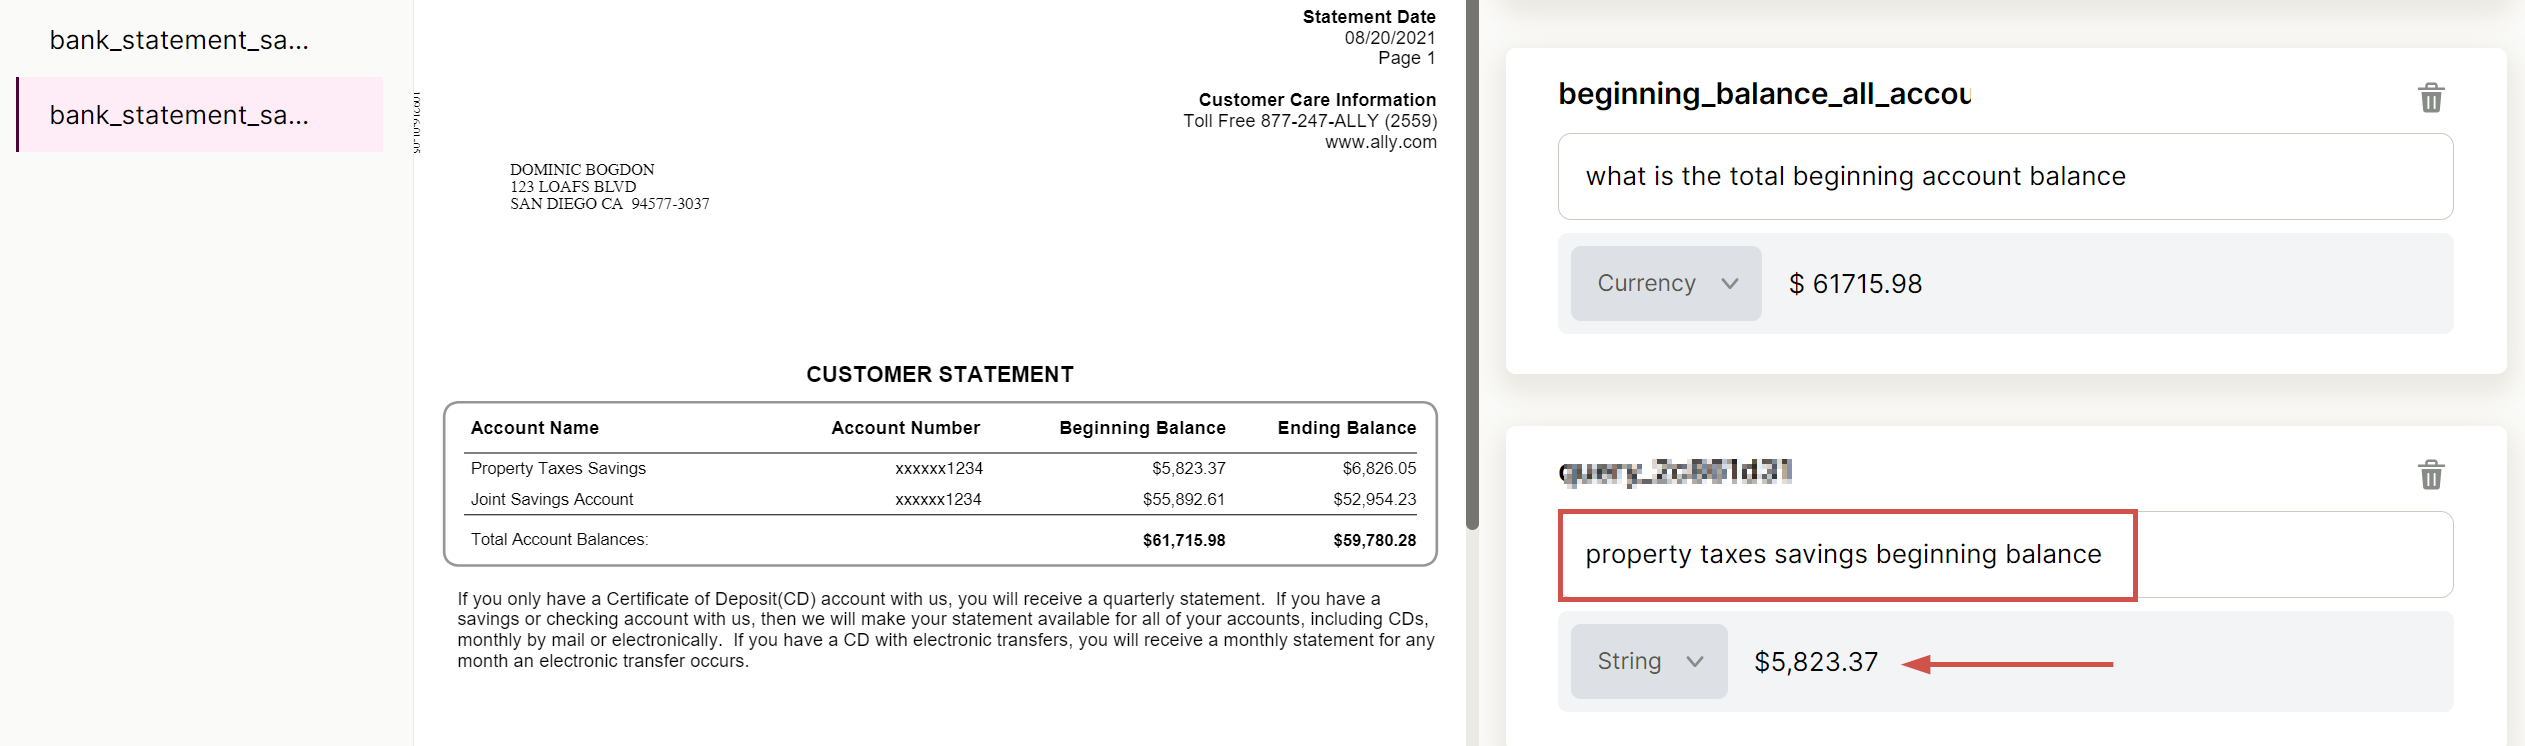 bank_statement_sa...
bank_statement_sa...
Statement Date
08/20/2021
Page 1
Customer Care Information
Toll Free 877-247-ALLY (2559)
www.ally.com
DOMINIC BOGDON
123 LOAFS BLVD
SAN DIEGO CA 94577-3037
CUSTOMER STATEMENT
Account Name Account Number Beginning Balance Ending Balance
Property Taxes Savings xxxxxx1234 $5,823.37 $6,826.05
Joint Savings Account xxxxxx1234 $55,892.61 $52,954.23
Total Account Balances: $61,715.98 $59,780.28
If you only have a Certificate of Deposit(CD) account with us, you will receive a quarterly statement. If you have a
savings or checking account with us, then we will make your statement available for all of your accounts, including CDs,
monthly by mail or electronically. If you have a CD with electronic transfers, you will receive a monthly statement for any
month an electronic transfer occurs.
beginning_balance_all_accou
what is the total beginning account balance
Currency $ 61715.98
property taxes savings beginning balance
String $5,823.37